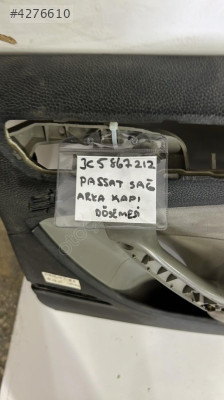 #4276610
3C5 867 212
PASSAT SAĞ
ARKA KAPI
DÖŞEMESİ